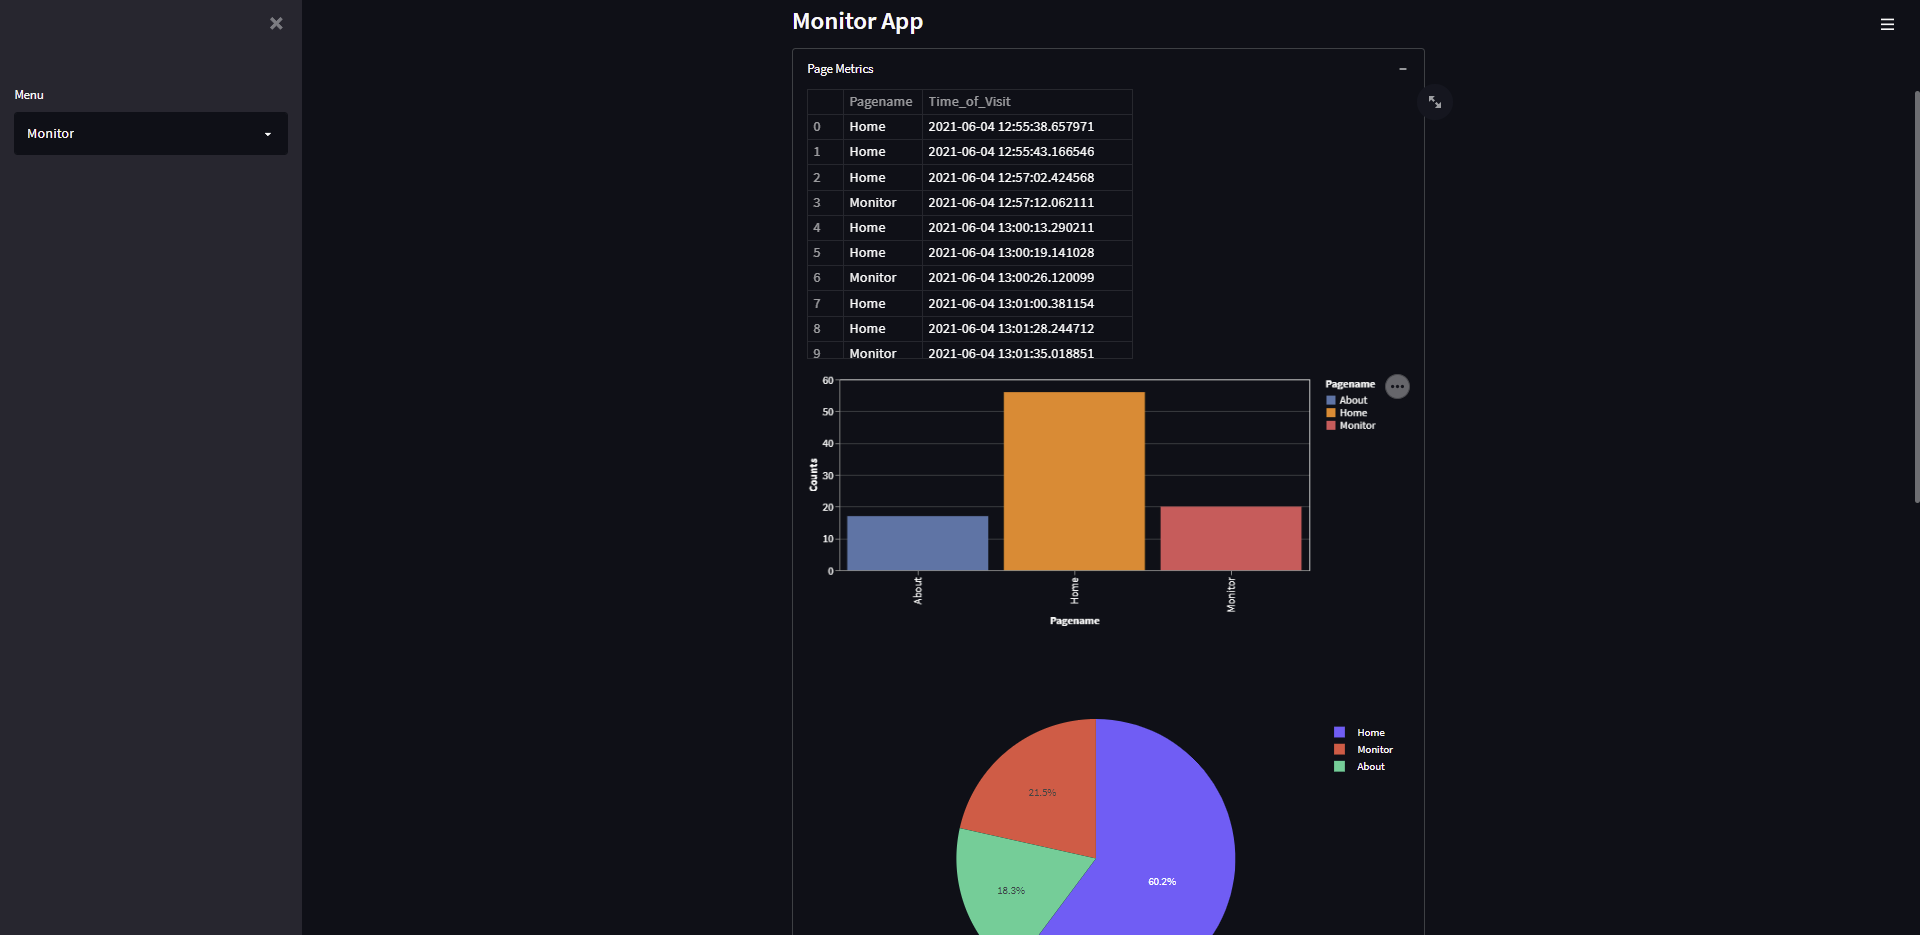 Monitor App
Menu
Monitor
Page Metrics
Pagename Time_of_Visit
0 Home 2021-06-04 12:55:38.657971
1 Home 2021-06-04 12:55:43.166546
2 Home 2021-06-04 12:57:02.424568
3 Monitor 2021-06-04 12:57:12.062111
4 Home 2021-06-04 13:00:13.290211
5 Home 2021-06-04 13:00:19.141028
6 Monitor 2021-06-04 13:00:26.120099
7 Home 2021-06-04 13:01:00.381154
8 Home 2021-06-04 13:01:28.244712
9 Monitor 2021-06-04 13:01:35.018851
60
50
40
30
20
10
0
Counts
About
Home
Monitor
Pagename
Pagename
About
Home
Monitor
21.5%
18.3%
60.2%
Home
Monitor
About